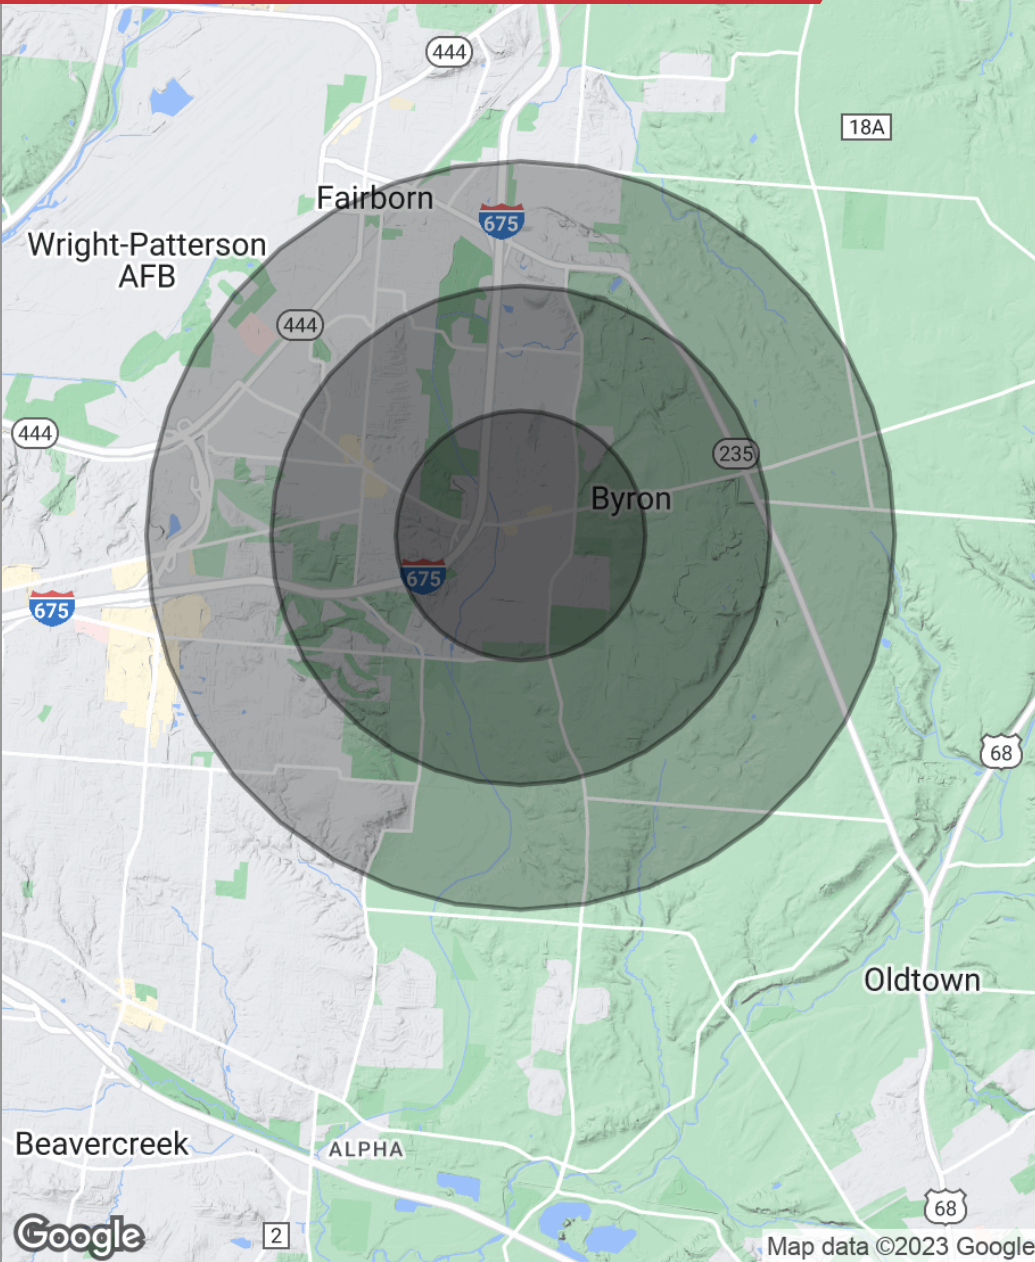 444
18A
Fairborn
675
Wright-Patterson
AFB
444
444
235
Byron
675
675
68
Oldtown
Beavercreek
ALPHA
68
2
Google
Map data ©2023 Google